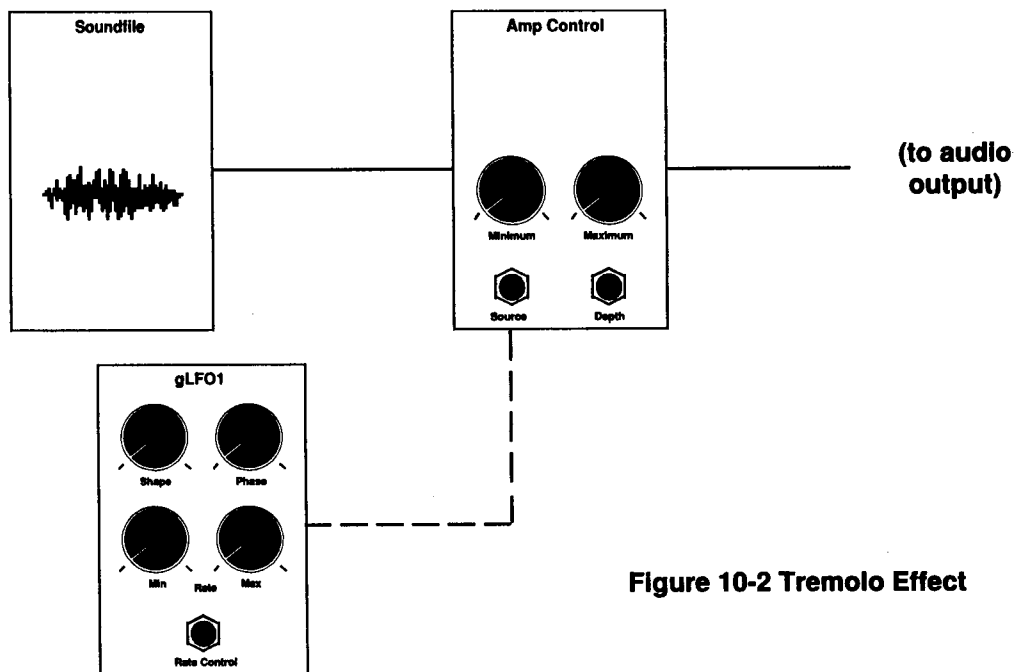 Soundfile
Amp Control
(to audio
output)
Minimum
Maximum
Source
Depth
gLFO1
Shape
Phase
Min
Rate
Max
Rate Control
Figure 10-2 Tremolo Effect